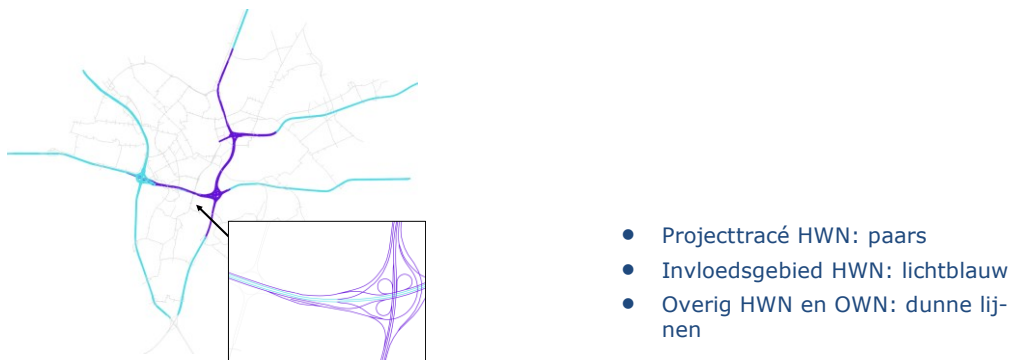 • Projecttracé HWN: paars
• Invloedsgebied HWN: lichtblauw
• Overig HWN en OWN: dunne lij-
nen